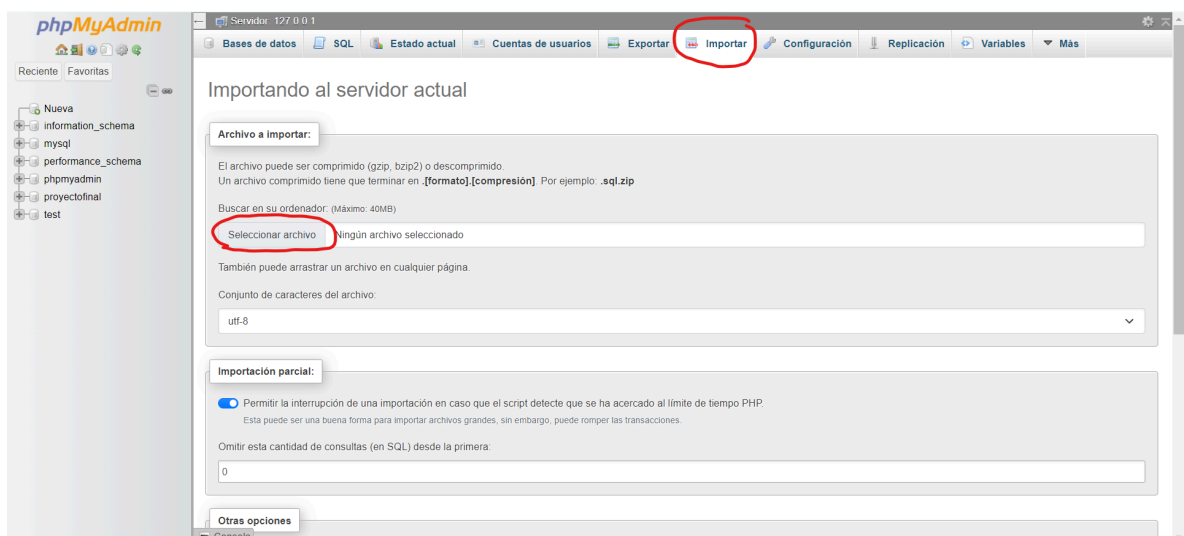 phpMyAdmin
Reciente Favoritas
Nueva
information_schema
mysql
performance_schema
phpmyadmin
proyectofinal
test
Servidor: 127.0.0.1
Bases de datos SQL Estado actual Cuentas de usuarios Exportar Importar Configuración Replicación Variables Más
Importando al servidor actual
Archivo a importar:
El archivo puede ser comprimido (gzip, bzip2) o descomprimido.
Un archivo comprimido tiene que terminar en .[formato].[compresión]. Por ejemplo: .sql.zip
Buscar en su ordenador: (Máximo: 40MB)
Seleccionar archivo Ningún archivo seleccionado
También puede arrastrar un archivo en cualquier página.
Conjunto de caracteres del archivo:
utf-8
Importación parcial:
Permitir la interrupción de una importación en caso que el script detecte que se ha acercado al límite de tiempo PHP.
Esta puede ser una buena forma para importar archivos grandes, sin embargo, puede romper las transacciones.
Omitir esta cantidad de consultas (en SQL) desde la primera:
0
Otras opciones
Consola